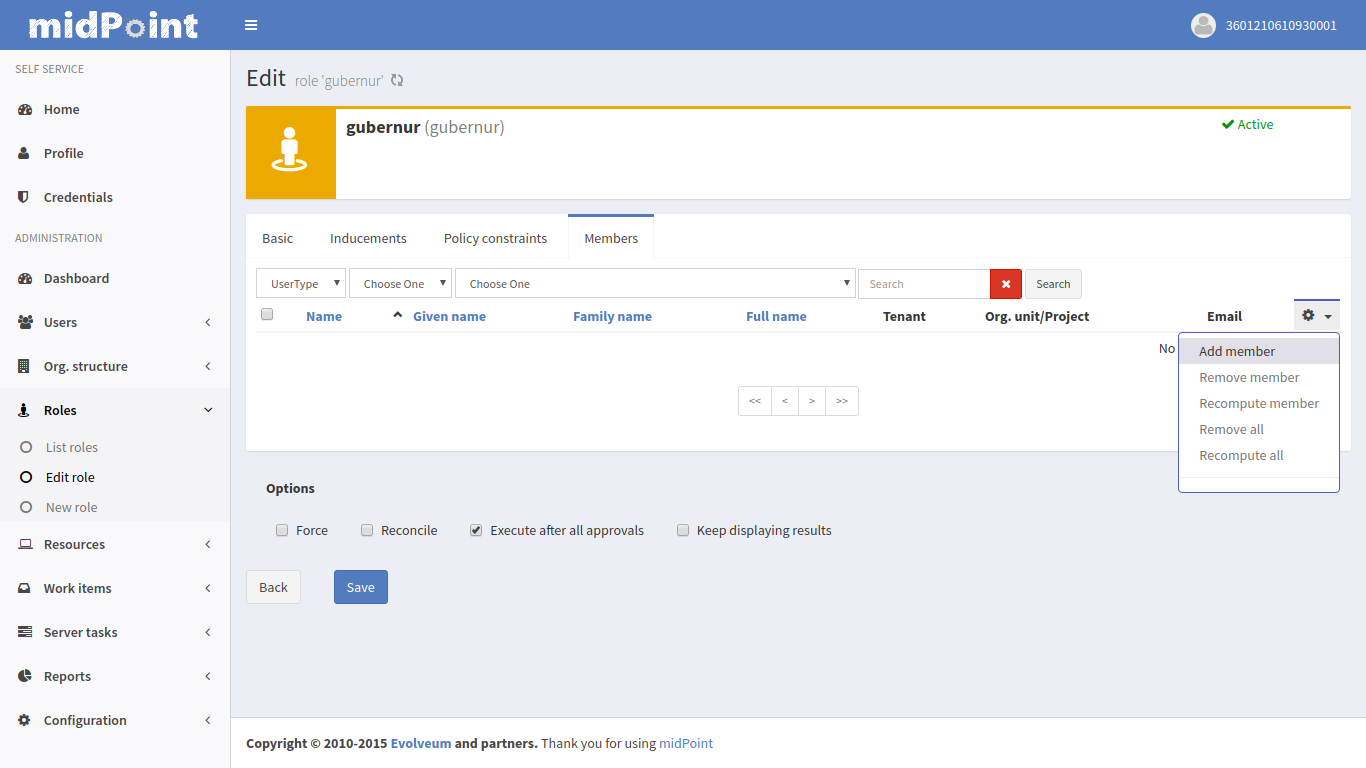 midPoint
3601210610930001
SELF SERVICE
Home
Profile
Credentials
ADMINISTRATION
Dashboard
Users
Org. structure
Roles
List roles
Edit role
New role
Resources
Work items
Server tasks
Reports
Configuration
Edit role 'gubernur'
gubernur (gubernur)
Active
Basic Inducements Policy constraints Members
UserType Choose One Choose One Search Search
Name Given name Family name Full name Tenant Org. unit/Project Email
No
<< < > >>
Add member
Remove member
Recompute member
Remove all
Recompute all
Options
Force Reconcile Execute after all approvals Keep displaying results
Back Save
Copyright © 2010-2015 Evolveum and partners. Thank you for using midPoint